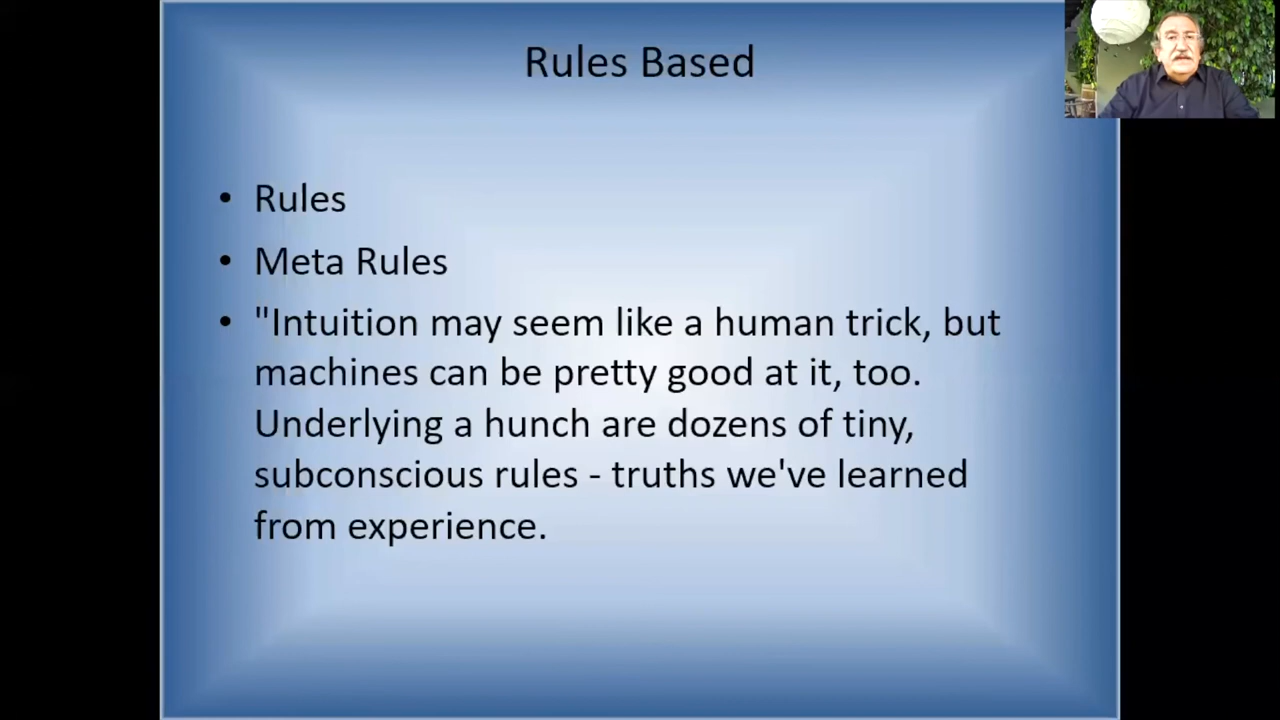 Rules Based
• Rules
• Meta Rules
• "Intuition may seem like a human trick, but
machines can be pretty good at it, too.
Underlying a hunch are dozens of tiny,
subconscious rules - truths we've learned
from experience.